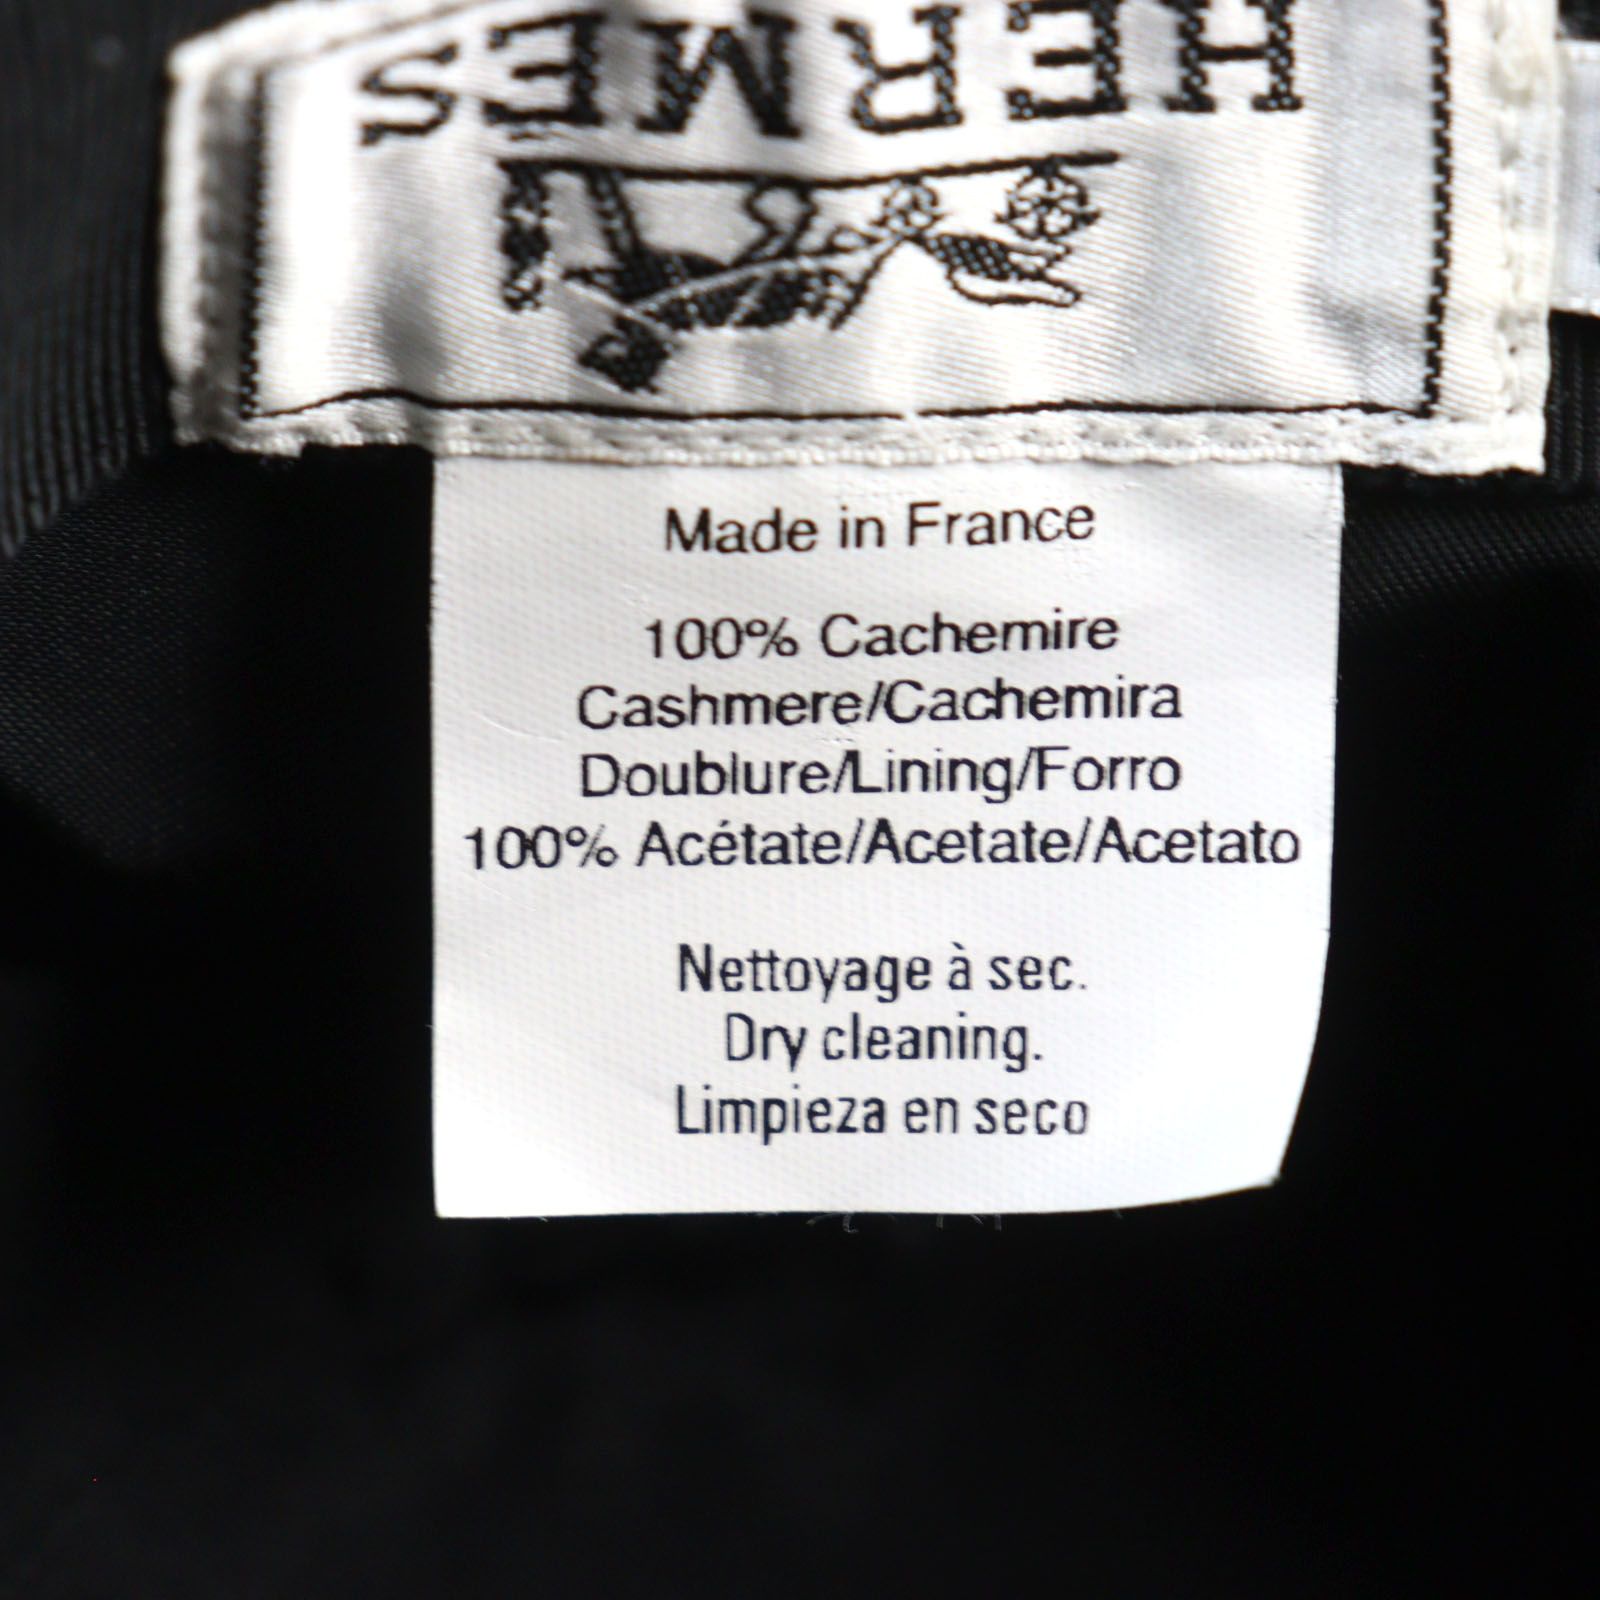 HERMES
Made in France
100% Cachemire
Cashmere/Cachemira
Doublure/Lining/Forro
100% Acétate/Acetate/Acetato
Nettoyage à sec.
Dry cleaning.
Limpieza en seco